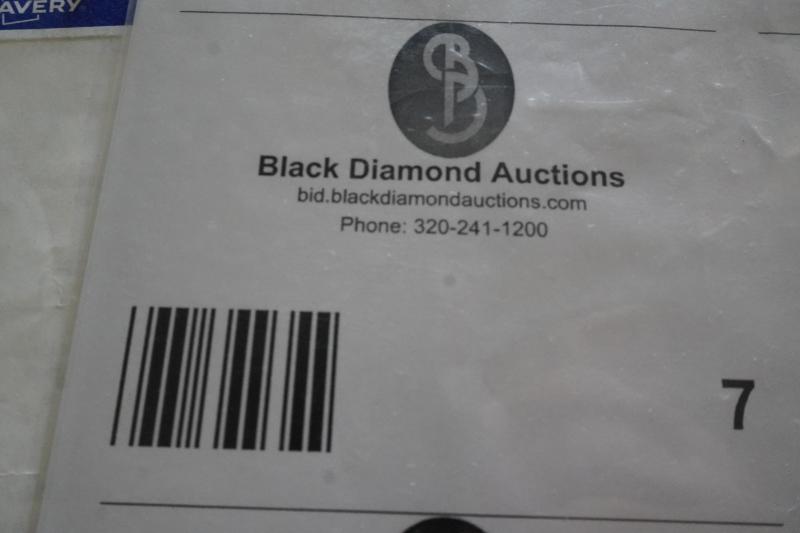 AVERY
Black Diamond Auctions
bid.blackdiamondauctions.com
Phone: 320-241-1200
7